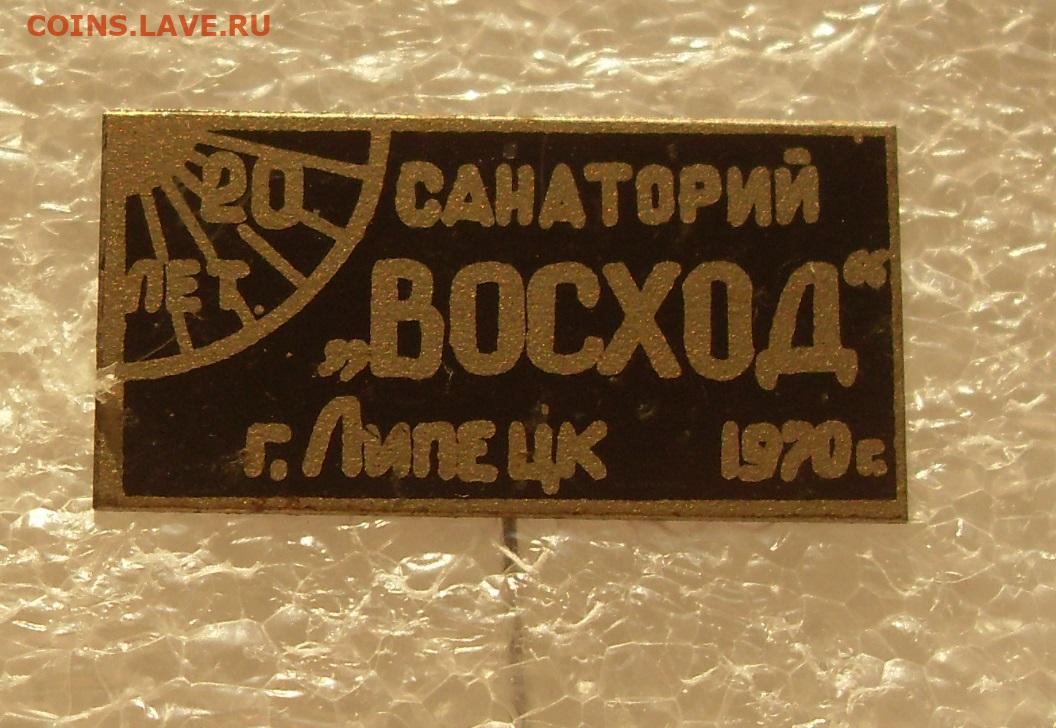 COINS.LAVE.RU
20
ЛЕТ.
САНАТОРИЙ
„ВОСХОД“
г. Липецк 1970 г.